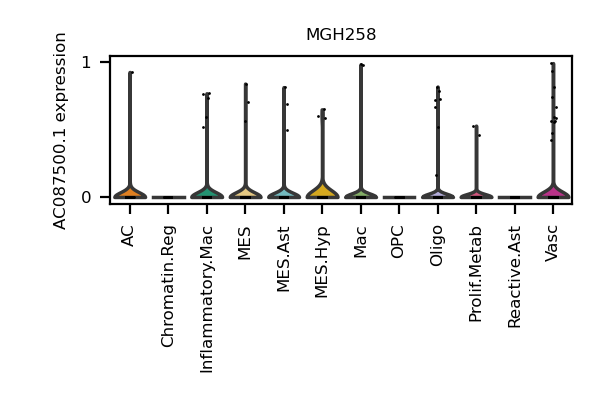 MGH258
AC087500.1 expression
1
0
AC
Chromatin.Reg
Inflammatory.Mac
MES
MES.Ast
MES.Hyp
Mac
OPC
Oligo
Prolif.Metab
Reactive.Ast
Vasc